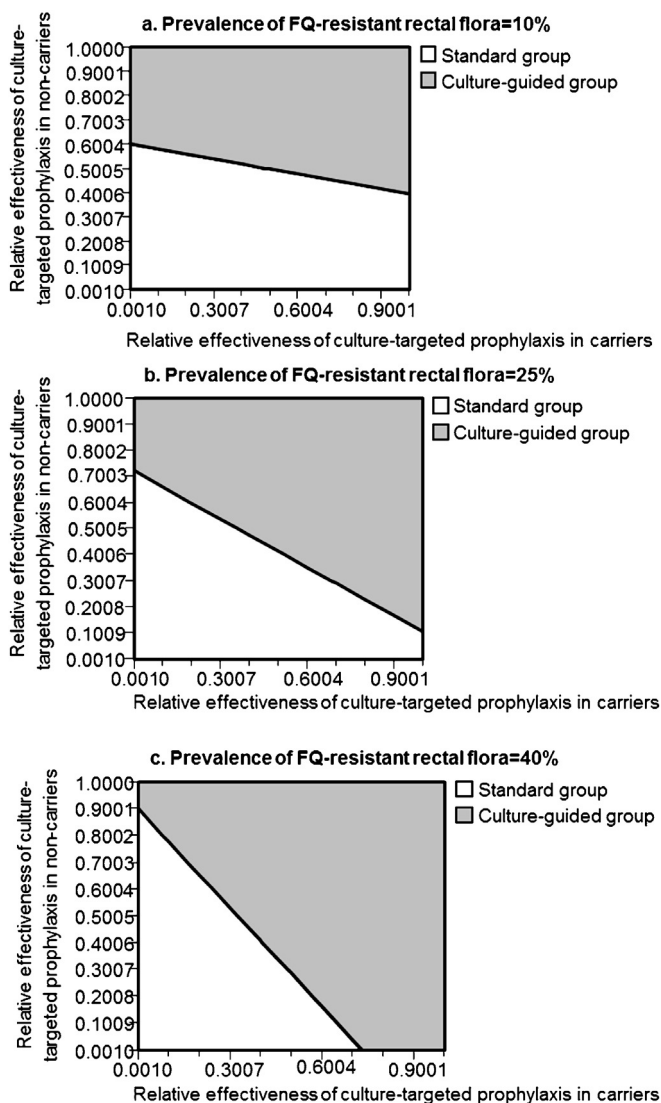 a. Prevalence of FQ-resistant rectal flora=10%
Relative effectiveness of culture-
targeted prophylaxis in non-carriers
1.0000
0.9001
0.8002
0.7003
0.6004
0.5005
0.4006
0.3007
0.2008
0.1009
0.0010
0.0010 0.3007 0.6004 0.9001
Relative effectiveness of culture-targeted prophylaxis in carriers
Standard group
Culture-guided group
b. Prevalence of FQ-resistant rectal flora=25%
Relative effectiveness of culture-
targeted prophylaxis in non-carriers
1.0000
0.9001
0.8002
0.7003
0.6004
0.5005
0.4006
0.3007
0.2008
0.1009
0.0010
0.0010 0.3007 0.6004 0.9001
Relative effectiveness of culture-targeted prophylaxis in carriers
Standard group
Culture-guided group
c. Prevalence of FQ-resistant rectal flora=40%
Relative effectiveness of culture-
targeted prophylaxis in non-carriers
1.0000
0.9001
0.8002
0.7003
0.6004
0.5005
0.4006
0.3007
0.2008
0.1009
0.0010
0.0010 0.3007 0.6004 0.9001
Relative effectiveness of culture-targeted prophylaxis in carriers
Standard group
Culture-guided group